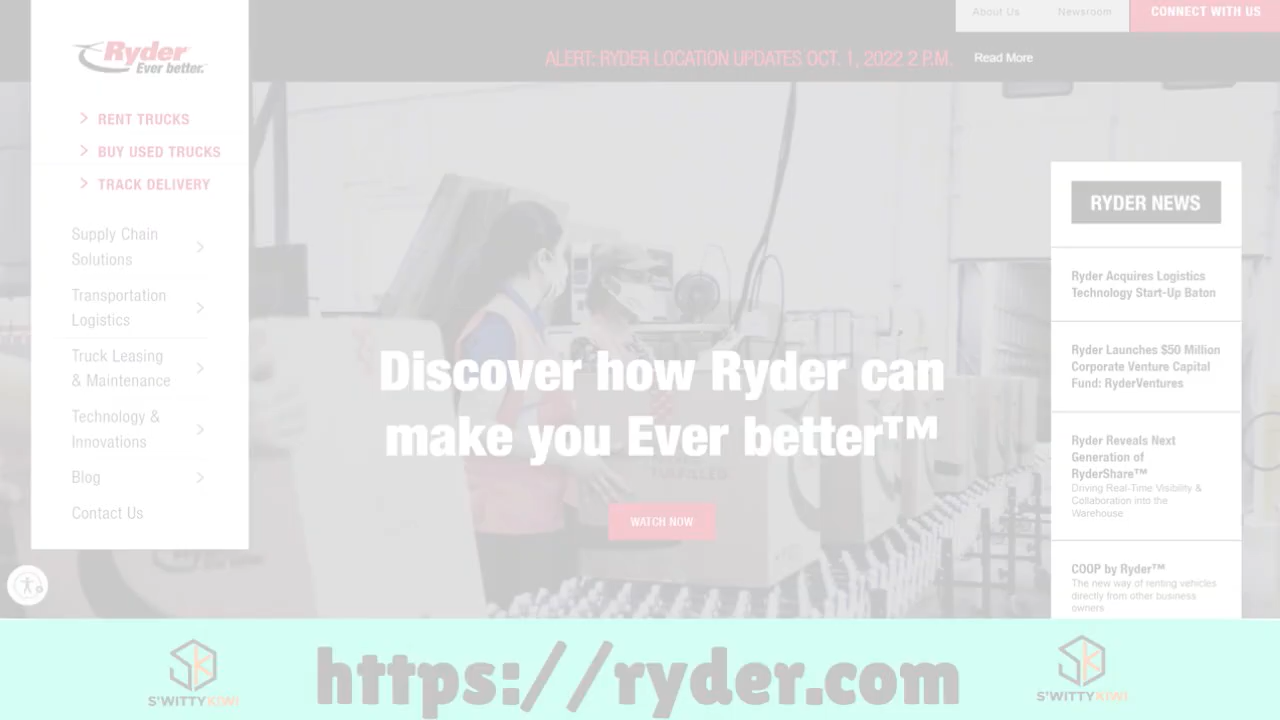 About Us
Newsroom
CONNECT WITH US
Ryder
Ever better.
ALERT: RYDER LOCATION UPDATES OCT. 1, 2022 2 P.M.
Read More
RENT TRUCKS
BUY USED TRUCKS
TRACK DELIVERY
Supply Chain
Solutions
Transportation
Logistics
Truck Leasing
& Maintenance
Technology &
Innovations
Blog
Contact Us
Discover how Ryder can
make you Ever better™
FULFILLED
WATCH NOW
RYDER NEWS
Ryder Acquires Logistics
Technology Start-Up Baton
Ryder Launches $50 Million
Corporate Venture Capital
Fund: RyderVentures
Ryder Reveals Next
Generation of
RyderShare™
Driving Real-Time Visibility &
Collaboration into the
Warehouse
COOP by Ryder™
The new way of renting vehicles
directly from other business
owners
S'WITTYKIWI
https://ryder.com
S'WITTYKIWI